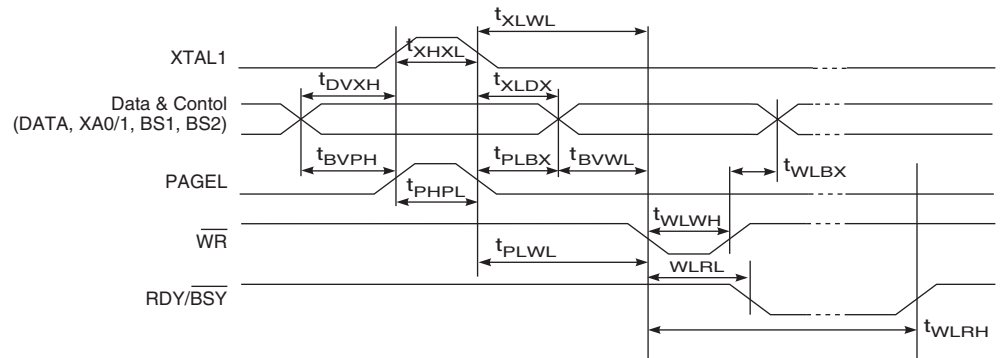 tXLWL
XTAL1
tXHXL
tDVXH
tXLDX
Data & Contol
(DATA, XA0/1, BS1, BS2)
tBVPH
tPLBX
tBVWL
tWLBX
PAGEL
tPHPL
tWLWH
WR
tPLWL
WLRL
RDY/BSY
tWLRH